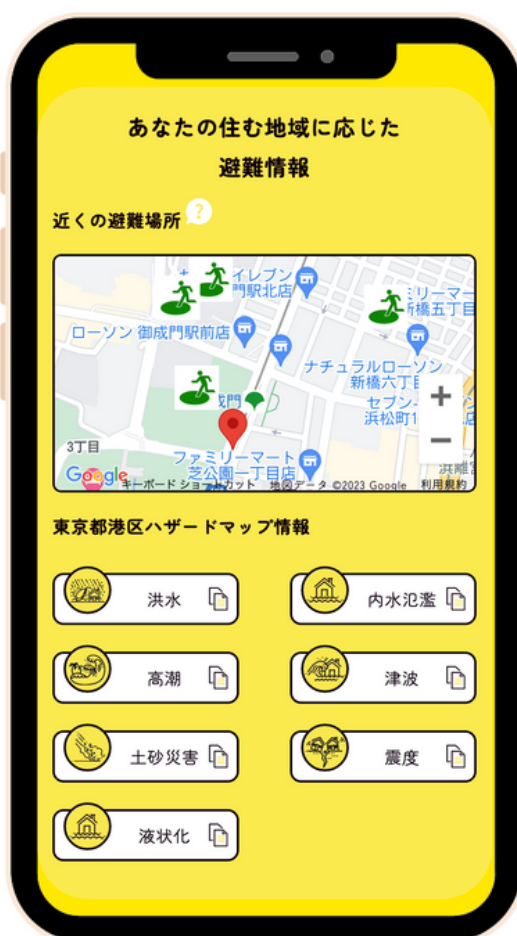 あなたの住む地域に応じた
避難情報
近くの避難場所
?
イレブン
門駅北店
ミリーマー
新橋五丁目
ローソン 御成門駅前店
ナチュラルローソン
新橋六丁目
セブン-
浜松町1
成門
3丁目
ファミリーマート
芝公園一丁目店
浜離
Google
キーボード ショートカット 地図データ ©2023 Google 利用規約
東京都港区ハザードマップ情報
洪水
内水氾濫
高潮
津波
土砂災害
震度
液状化